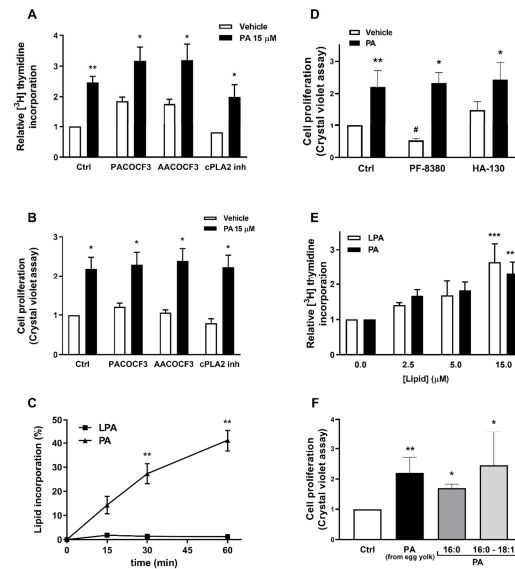 A
Vehicle
PA 15 μM
Relative [³H] thymidine
incorporation
4
3
2
1
0
**
*
*
*
Ctrl PACOCF3 AACOCF3 cPLA2 inh
B
Vehicle
PA 15 μM
Cell proliferation
(Crystal violet assay)
3
2
1
0
*
*
*
*
Ctrl PACOCF3 AACOCF3 cPLA2 inh
C
LPA
PA
Lipid incorporation (%)
50
40
30
20
10
0
**
**
0 15 30 45 60
time (min)
D
Vehicle
PA
Cell proliferation
(Crystal violet assay)
4
3
2
1
0
**
#
*
*
Ctrl PF-8380 HA-130
E
LPA
PA
Relative [³H] thymidine
incorporation
4
3
2
1
0
***
**
0.0 2.5 5.0 15.0
[Lipid] (μM)
F
Cell proliferation
(Crystal violet assay)
4
3
2
1
0
**
*
*
Ctrl PA 16:0 16:0 - 18:1
(from egg yolk) PA